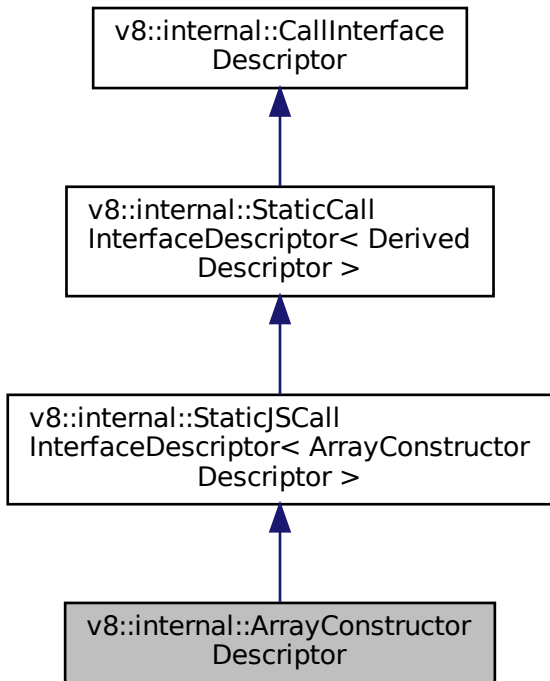 v8::internal::CallInterface
Descriptor
v8::internal::StaticCall
InterfaceDescriptor< Derived
Descriptor >
v8::internal::StaticJSCall
InterfaceDescriptor< ArrayConstructor
Descriptor >
v8::internal::ArrayConstructor
Descriptor